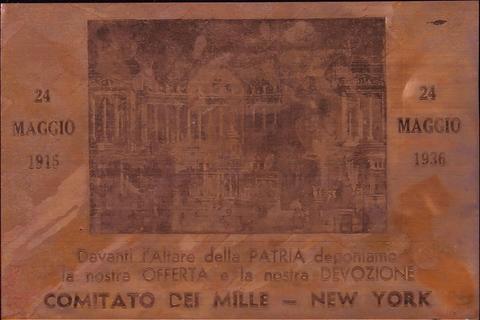 24
MAGGIO
1915
24
MAGGIO
1936
Davanti l'Altare della PATRIA deponiamo
la nostra OFFERTA e la nostra DEVOZIONE
COMITATO DEI MILLE – NEW YORK